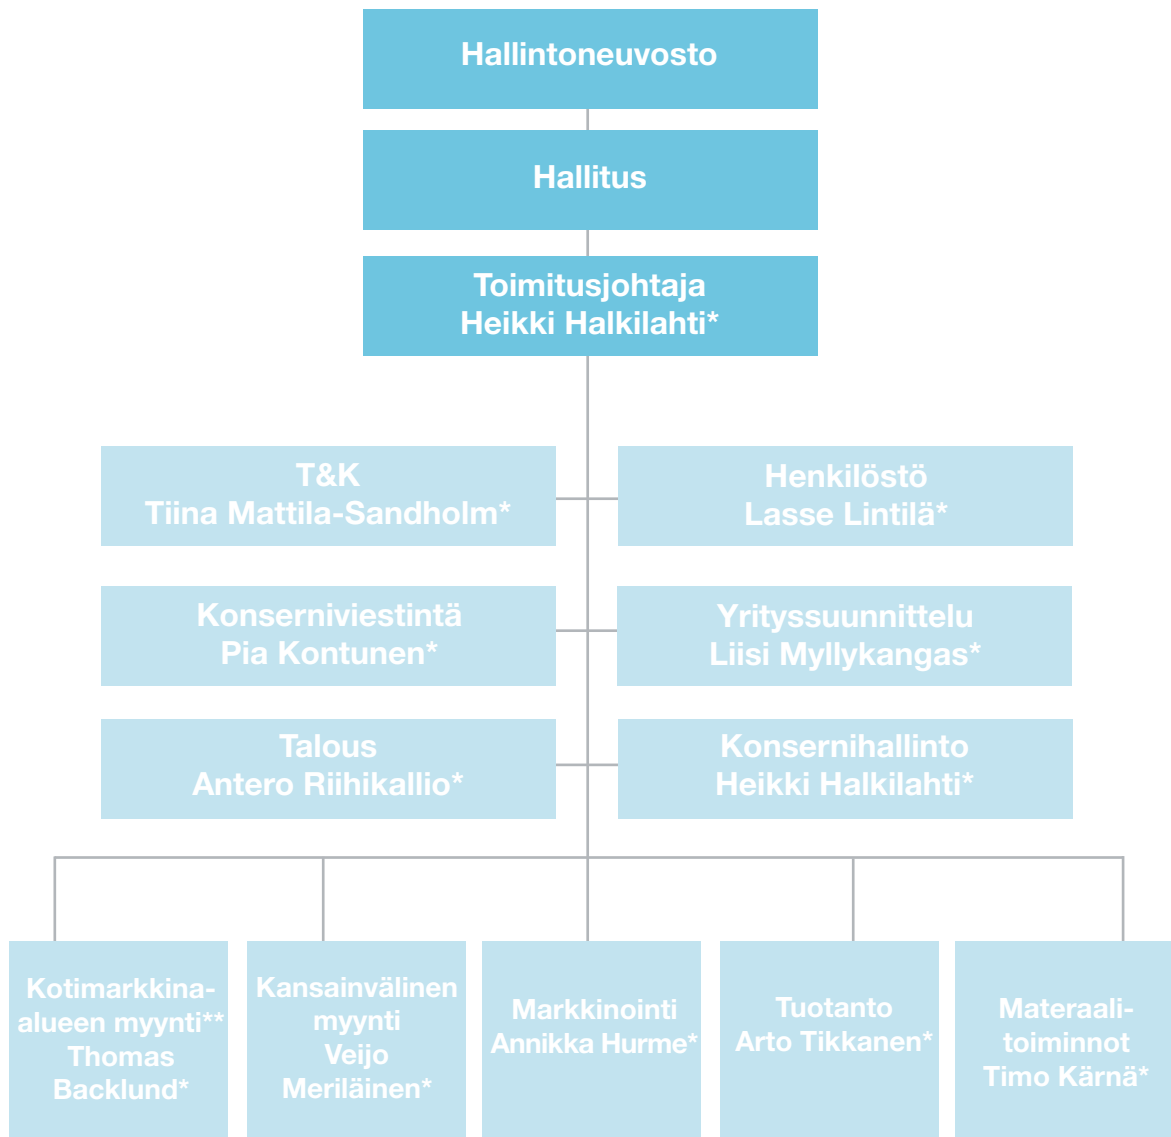 Hallintoneuvosto
Hallitus
Toimitusjohtaja
Heikki Halkilahti*
T&K
Tiina Mattila-Sandholm*
Henkilöstö
Lasse Lintilä*
Konserniviestintä
Pia Kontunen*
Yrityssuunnittelu
Liisi Myllykangas*
Talous
Antero Riihikallio*
Konsernihallinto
Heikki Halkilahti*
Kotimarkkina-
alueen myynti**
Thomas
Backlund*
Kansainvälinen
myynti
Veijo
Meriläinen*
Markkinointi
Annikka Hurme*
Tuotanto
Arto Tikkanen*
Materaali-
toiminnot
Timo Kärnä*